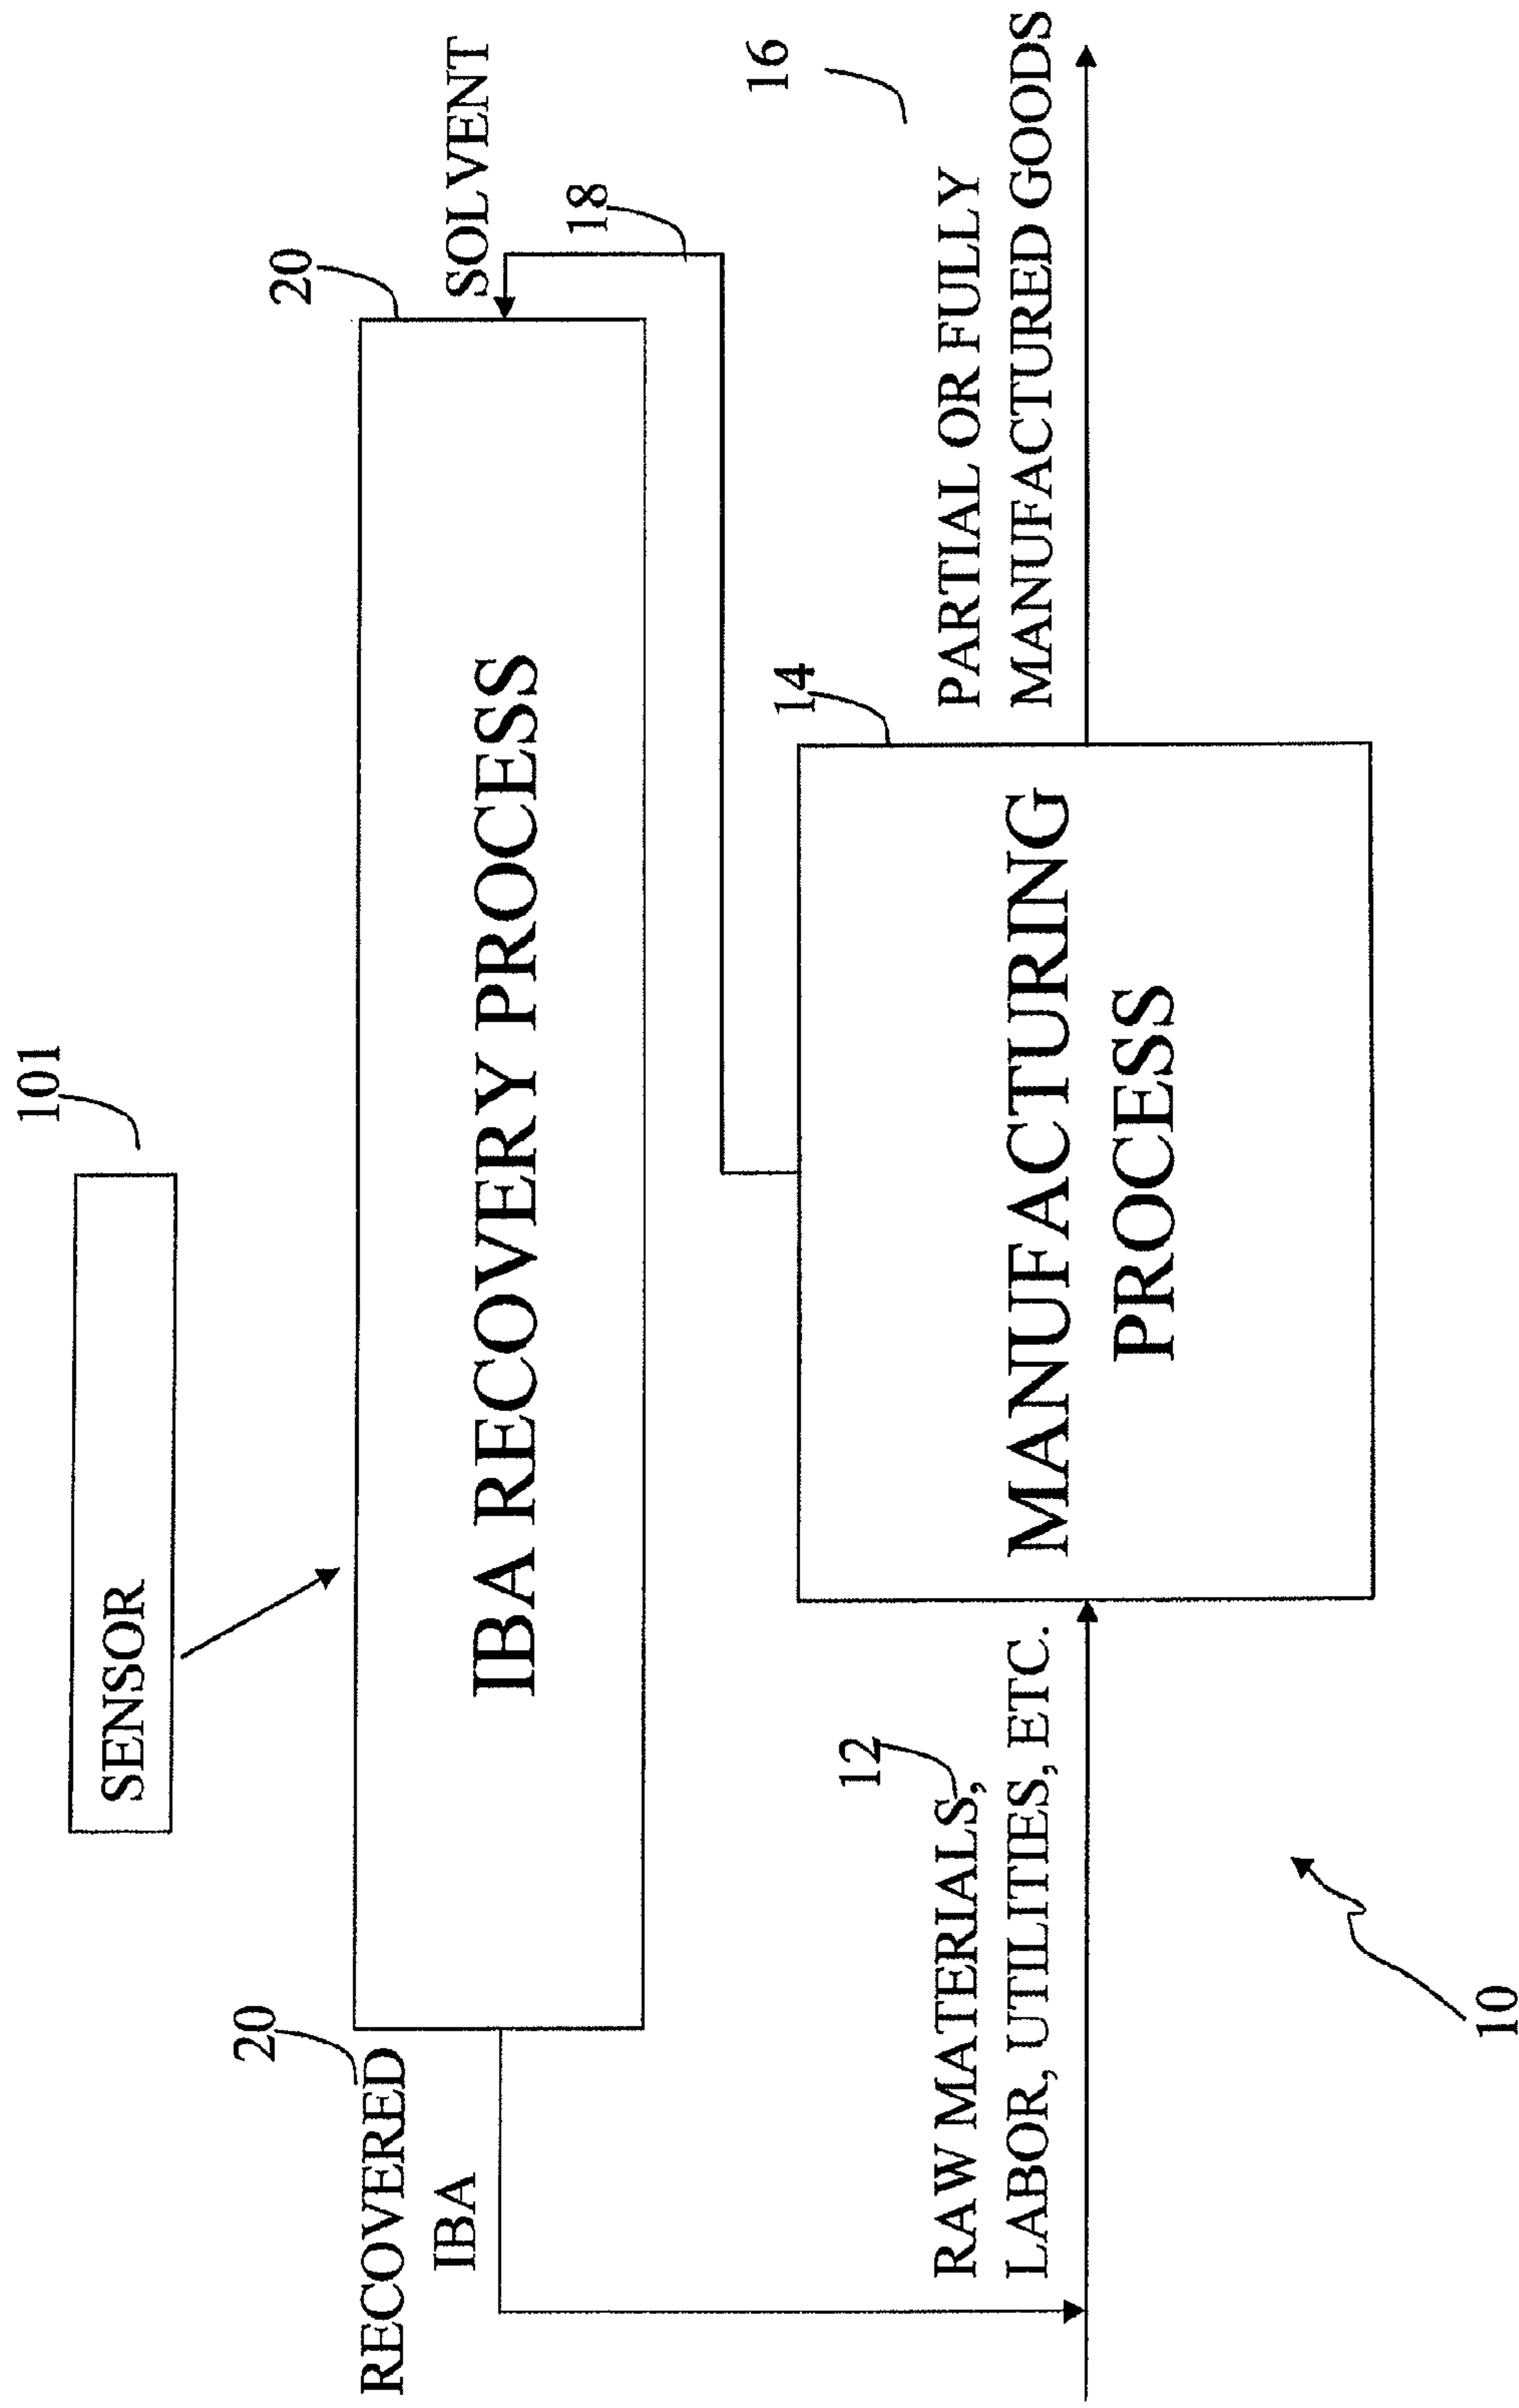 101
SENSOR
20
20
RECOVERED
IBA
IBA RECOVERY PROCESS
SOLVENT
18
16
12
RAW MATERIALS,
LABOR, UTILITIES, ETC.
14
MANUFACTURING
PROCESS
PARTIAL OR FULLY
MANUFACTURED GOODS
10